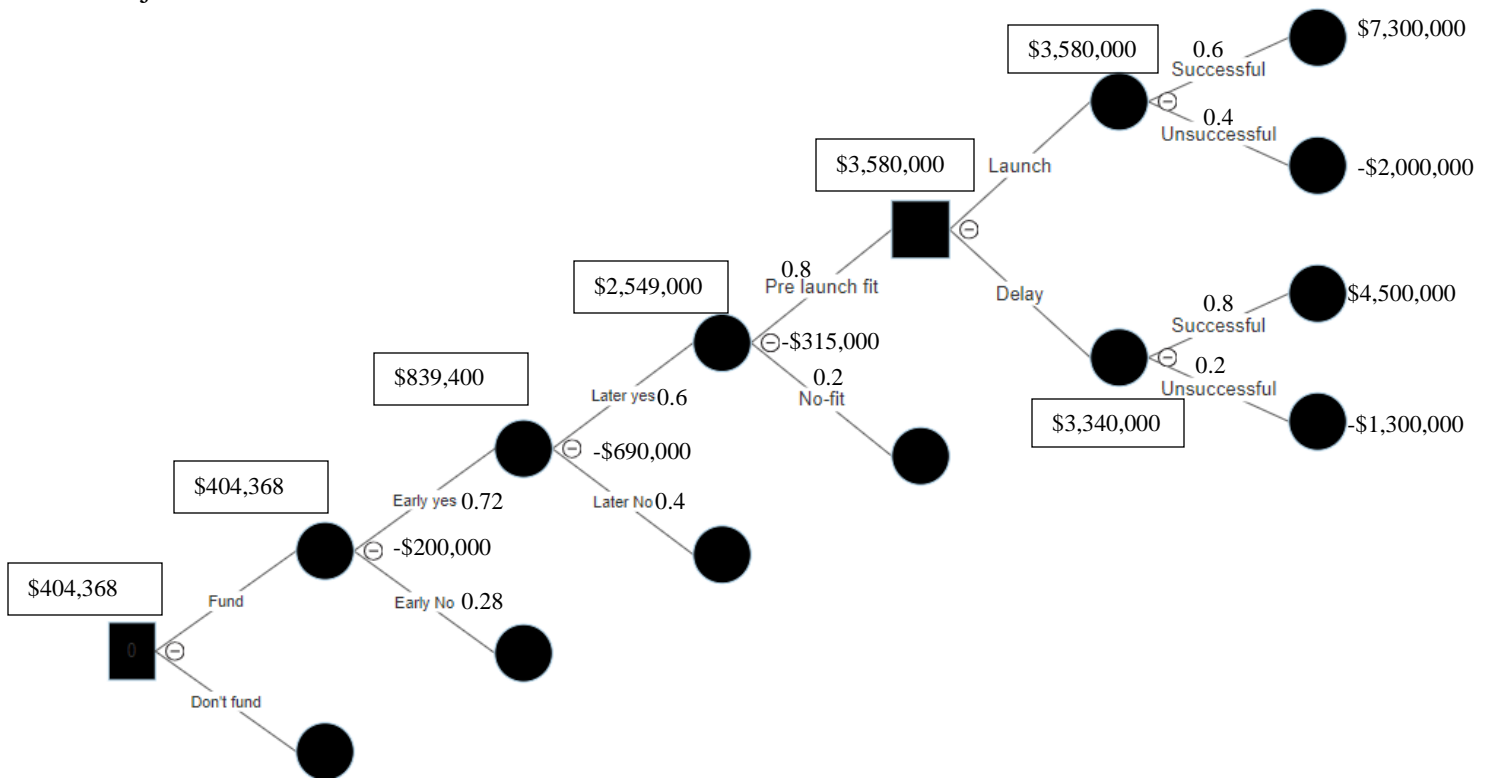 $7,300,000
0.6
Successful
$3,580,000
0.4
Unsuccessful
-$2,000,000
Launch
$3,580,000
0.8
Pre launch fit
$2,549,000
Delay
$4,500,000
0.8
Successful
-$315,000
0.2
Unsuccessful
0.2
No-fit
$839,400
Later yes 0.6
$3,340,000
-$1,300,000
-$690,000
$404,368
Early yes 0.72
Later No 0.4
-$200,000
$404,368
Fund
Early No 0.28
0
Don't fund